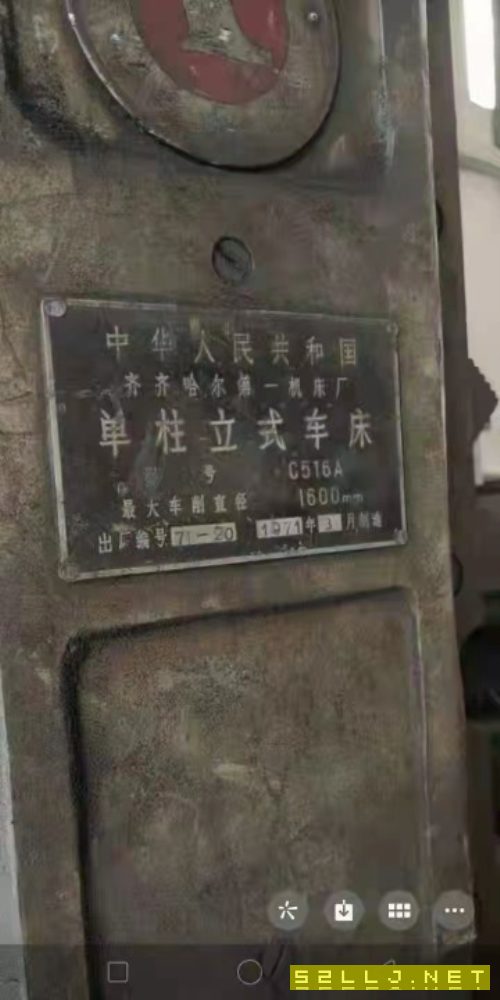 中华人民共和国
齐齐哈尔第一机床厂
单柱立式车床
型号 C516A
最大车削直径 1600mm
出厂编号 71-20 1971年3月制造
52LLJ.NET